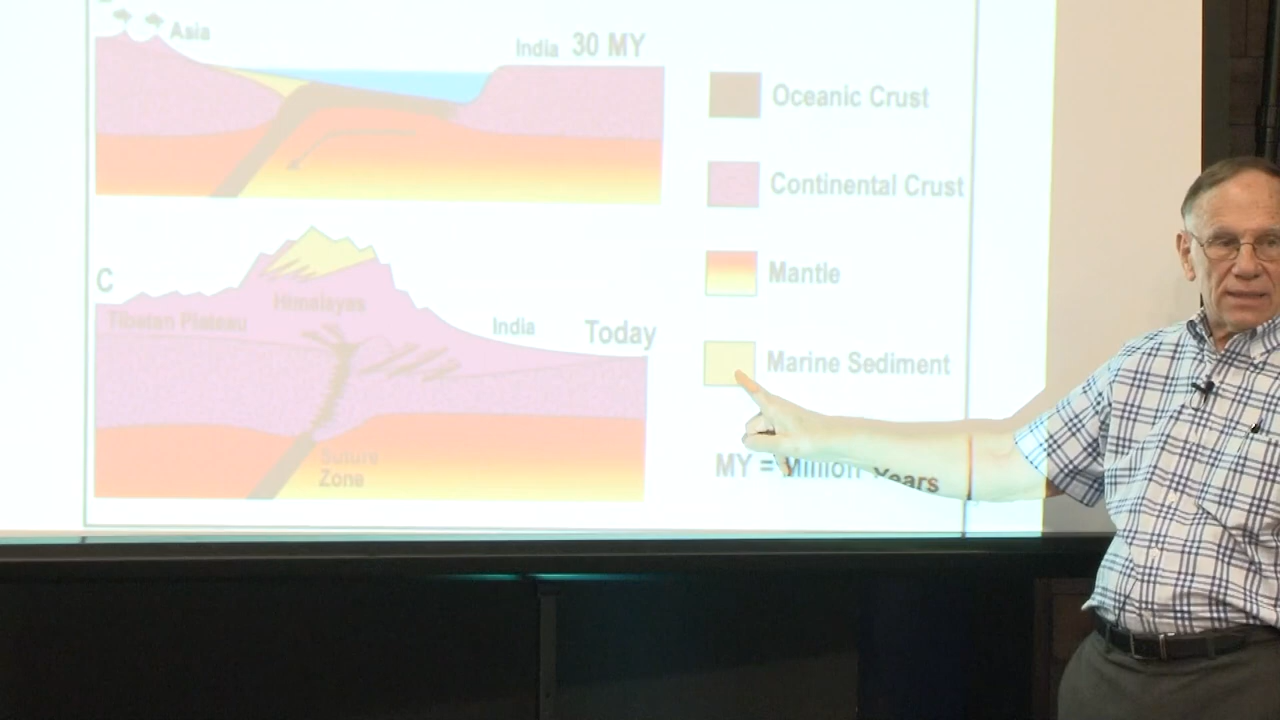 Asia
India 30 MY
Oceanic Crust
Continental Crust
Mantle
C
Himalayas
Tibetan Plateau
India
Today
Marine Sediment
Suture
Zone
MY = Million Years